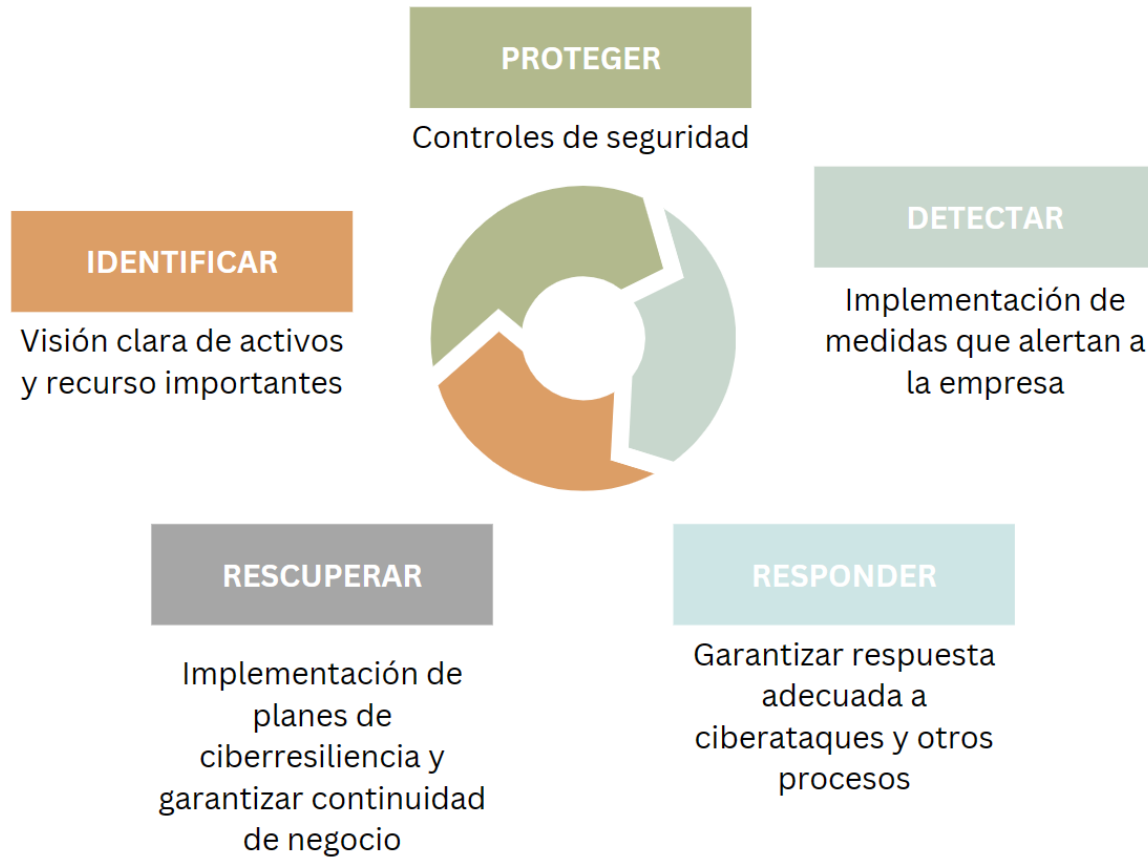 PROTEGER
Controles de seguridad
IDENTIFICAR
Visión clara de activos
y recurso importantes
DETECTAR
Implementación de
medidas que alertan a
la empresa
RESCUPERAR
Implementación de
planes de
ciberresiliencia y
garantizar continuidad
de negocio
RESPONDER
Garantizar respuesta
adecuada a
ciberataques y otros
procesos